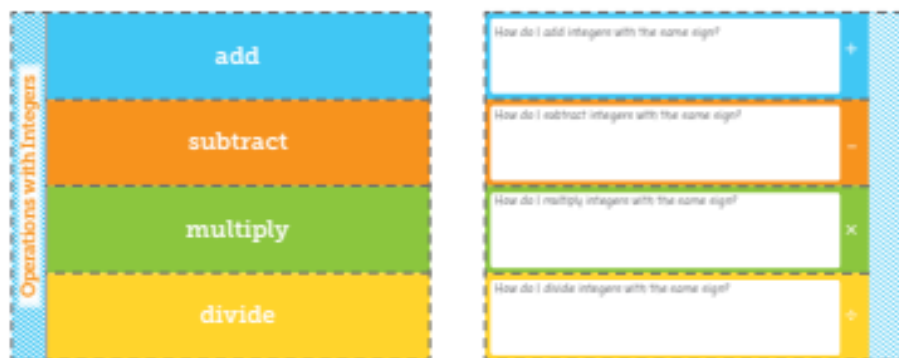 Operations with Integers
add
subtract
multiply
divide
How do I add integers with the same sign?
+
How do I subtract integers with the same sign?
-
How do I multiply integers with the same sign?
×
How do I divide integers with the same sign?
÷